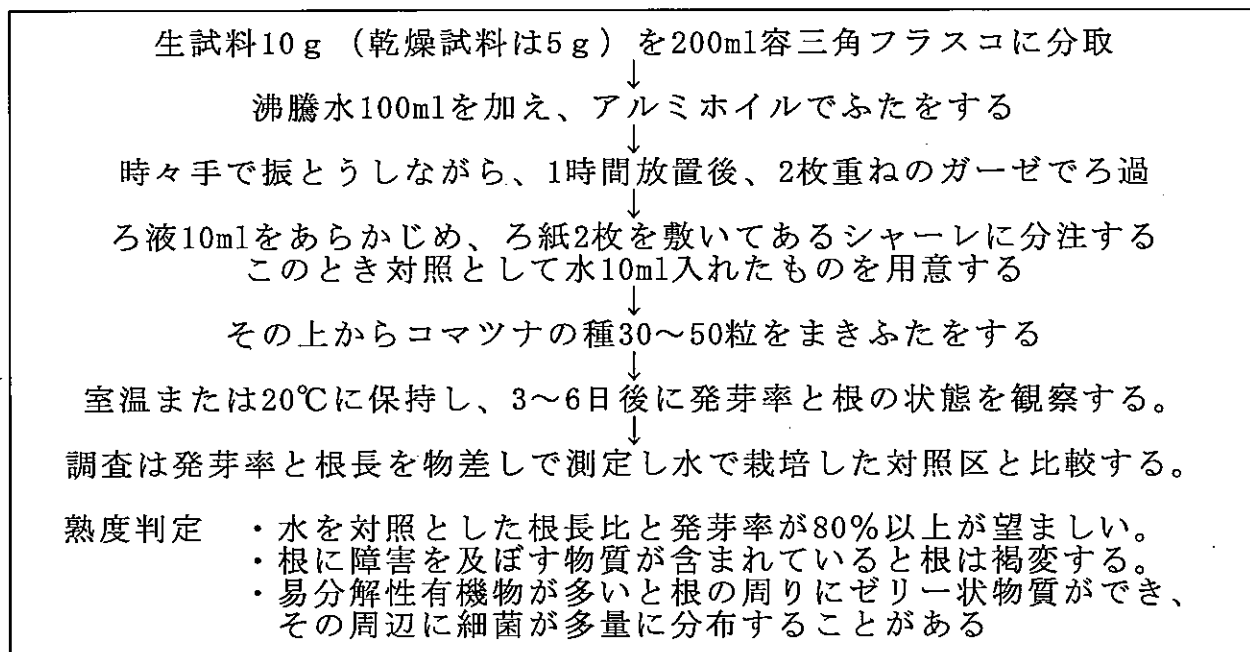 生試料10g（乾燥試料は5g）を200ml容三角フラスコに分取
↓
沸騰水100mlを加え、アルミホイルでふたをする
↓
時々手で振とうしながら、1時間放置後、2枚重ねのガーゼでろ過
↓
ろ液10mlをあらかじめ、ろ紙2枚を敷いてあるシャーレに分注する
このとき対照として水10ml入れたものを用意する
↓
その上からコマツナの種30～50粒をまきふたをする
↓
室温または20℃に保持し、3～6日後に発芽率と根の状態を観察する。
↓
調査は発芽率と根長を物差しで測定し水で栽培した対照区と比較する。
熟度判定　・水を対照とした根長比と発芽率が80%以上が望ましい。
・根に障害を及ぼす物質が含まれていると根は褐変する。
・易分解性有機物が多いと根の周りにゼリー状物質ができ、
その周辺に細菌が多量に分布することがある